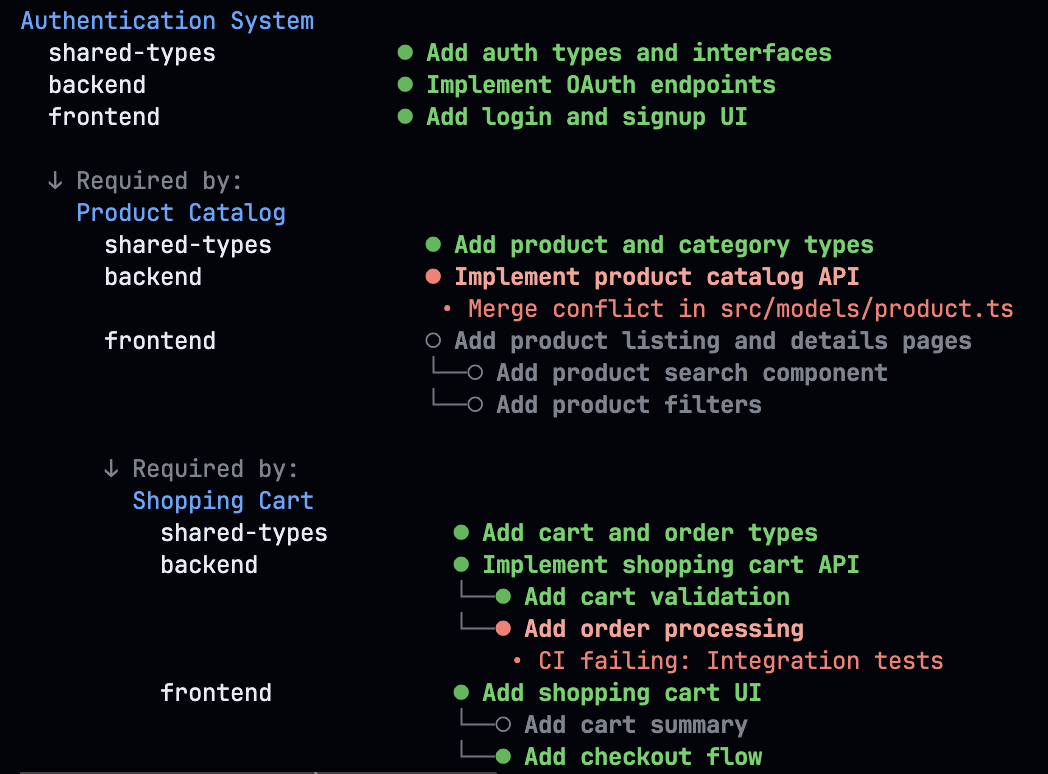 Authentication System
shared-types ● Add auth types and interfaces
backend ● Implement OAuth endpoints
frontend ● Add login and signup UI
↓ Required by:
Product Catalog
shared-types ● Add product and category types
backend ● Implement product catalog API
• Merge conflict in src/models/product.ts
frontend ○ Add product listing and details pages
└──○ Add product search component
└──○ Add product filters
↓ Required by:
Shopping Cart
shared-types ● Add cart and order types
backend ● Implement shopping cart API
└──● Add cart validation
└──● Add order processing
• CI failing: Integration tests
frontend ● Add shopping cart UI
└──○ Add cart summary
└──● Add checkout flow